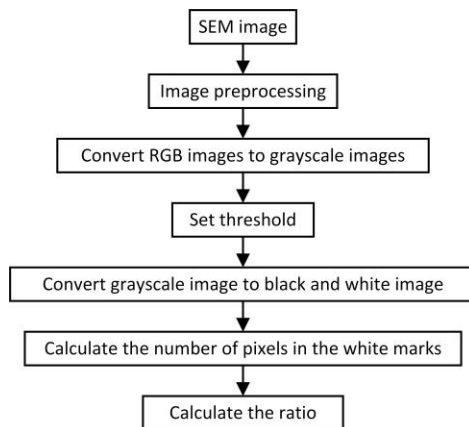 SEM image
Image preprocessing
Convert RGB images to grayscale images
Set threshold
Convert grayscale image to black and white image
Calculate the number of pixels in the white marks
Calculate the ratio